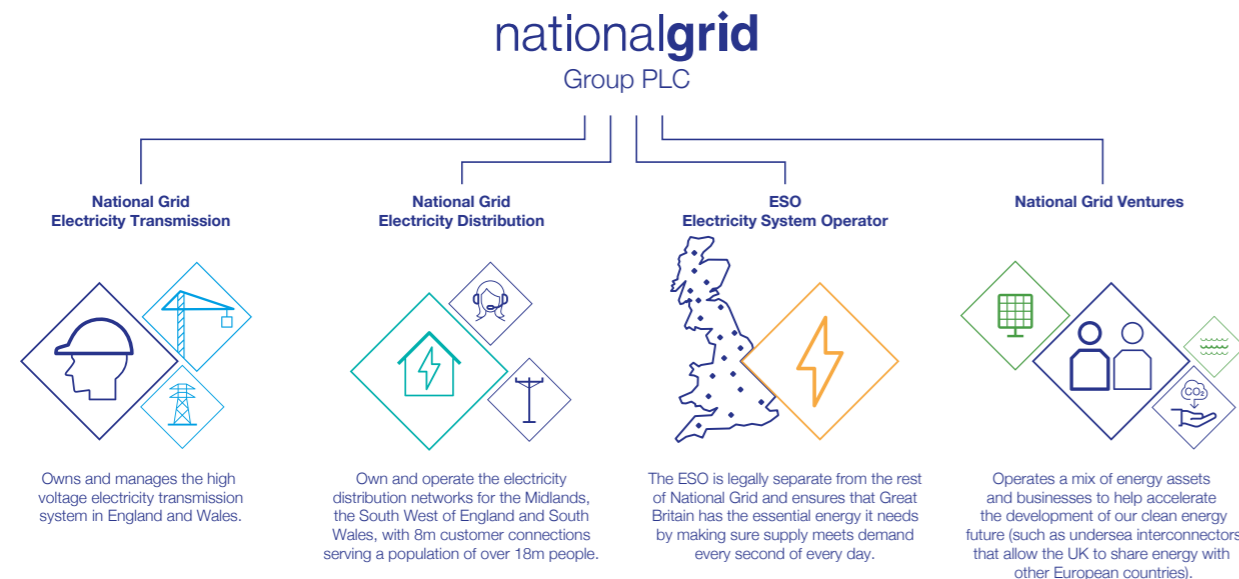 nationalgrid
Group PLC
National Grid
Electricity Transmission
Owns and manages the high
voltage electricity transmission
system in England and Wales.
National Grid
Electricity Distribution
Own and operate the electricity
distribution networks for the Midlands,
the South West of England and South
Wales, with 8m customer connections
serving a population of over 18m people.
ESO
Electricity System Operator
The ESO is legally separate from the rest
of National Grid and ensures that Great
Britain has the essential energy it needs
by making sure supply meets demand
every second of every day.
National Grid Ventures
CO₂
Operates a mix of energy assets
and businesses to help accelerate
the development of our clean energy
future (such as undersea interconnectors
that allow the UK to share energy with
other European countries).